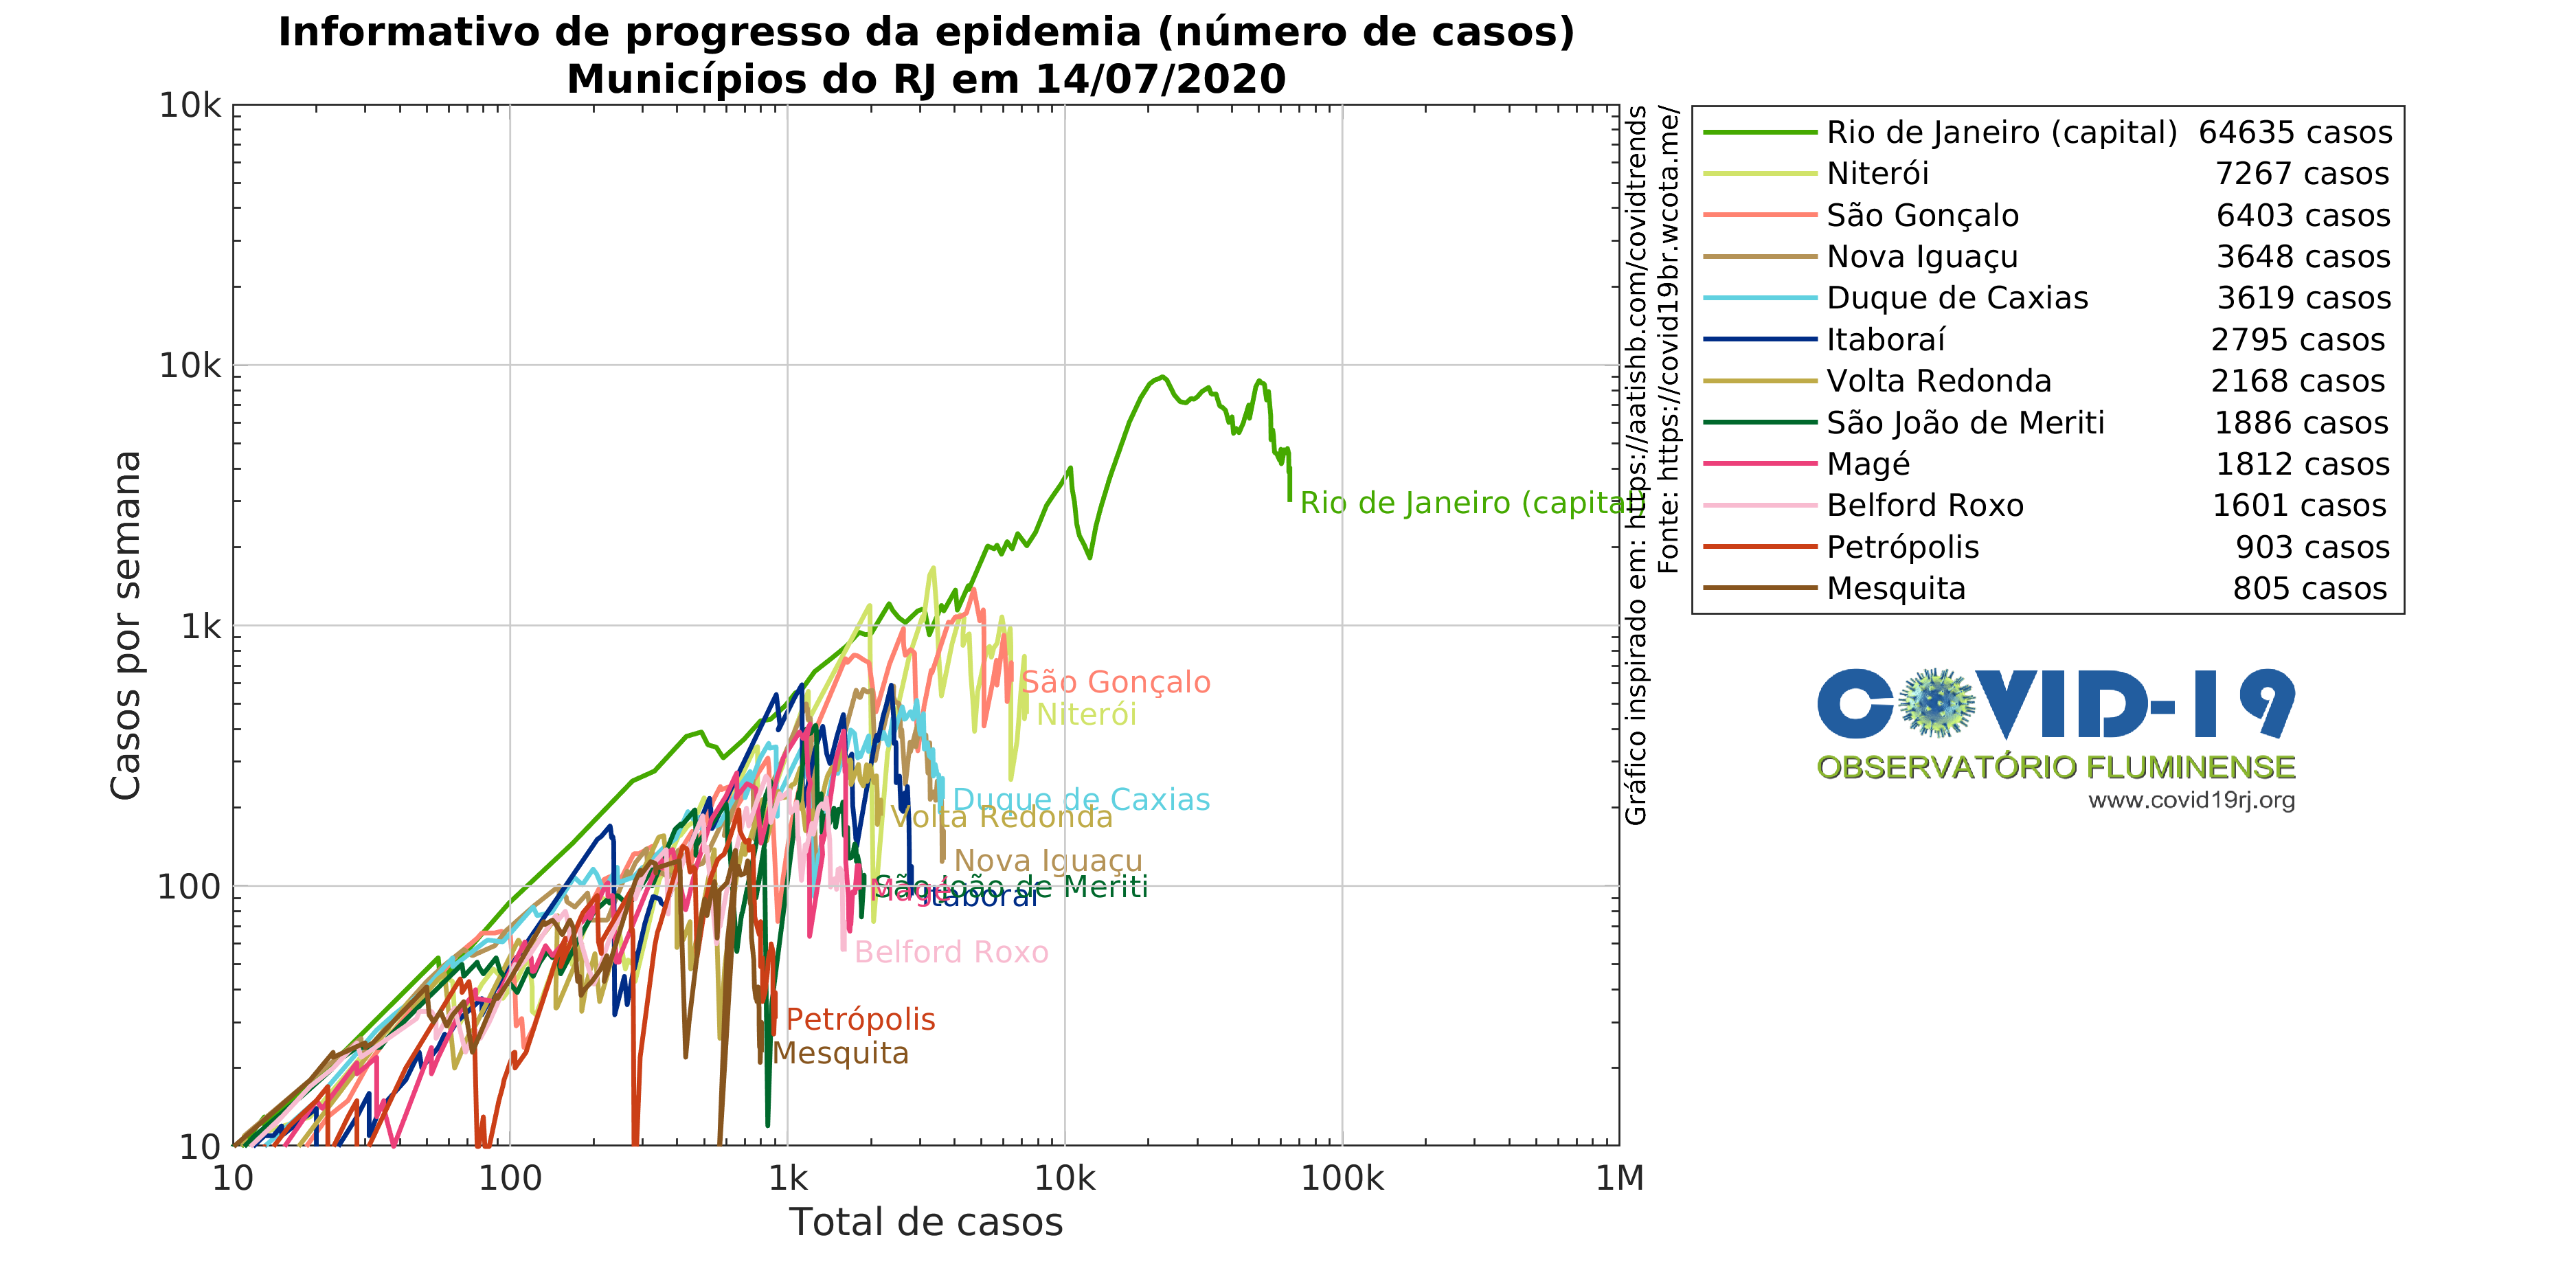 Informativo de progresso da epidemia (número de casos)
Municípios do RJ em 14/07/2020
10k
10k
1k
100
10
Casos por semana
10
100
1k
10k
100k
1M
Total de casos
Rio de Janeiro (capital)
São Gonçalo
Niterói
Duque de Caxias
Volta Redonda
Nova Iguaçu
São João de Meriti
Magé
Itaboraí
Belford Roxo
Petrópolis
Mesquita
Gráfico inspirado em: https://aatishb.com/covidtrends
Fonte: https://covid19br.wcota.me/
Rio de Janeiro (capital) 64635 casos
Niterói 7267 casos
São Gonçalo 6403 casos
Nova Iguaçu 3648 casos
Duque de Caxias 3619 casos
Itaboraí 2795 casos
Volta Redonda 2168 casos
São João de Meriti 1886 casos
Magé 1812 casos
Belford Roxo 1601 casos
Petrópolis 903 casos
Mesquita 805 casos
COVID-19
OBSERVATÓRIO FLUMINENSE
www.covid19rj.org